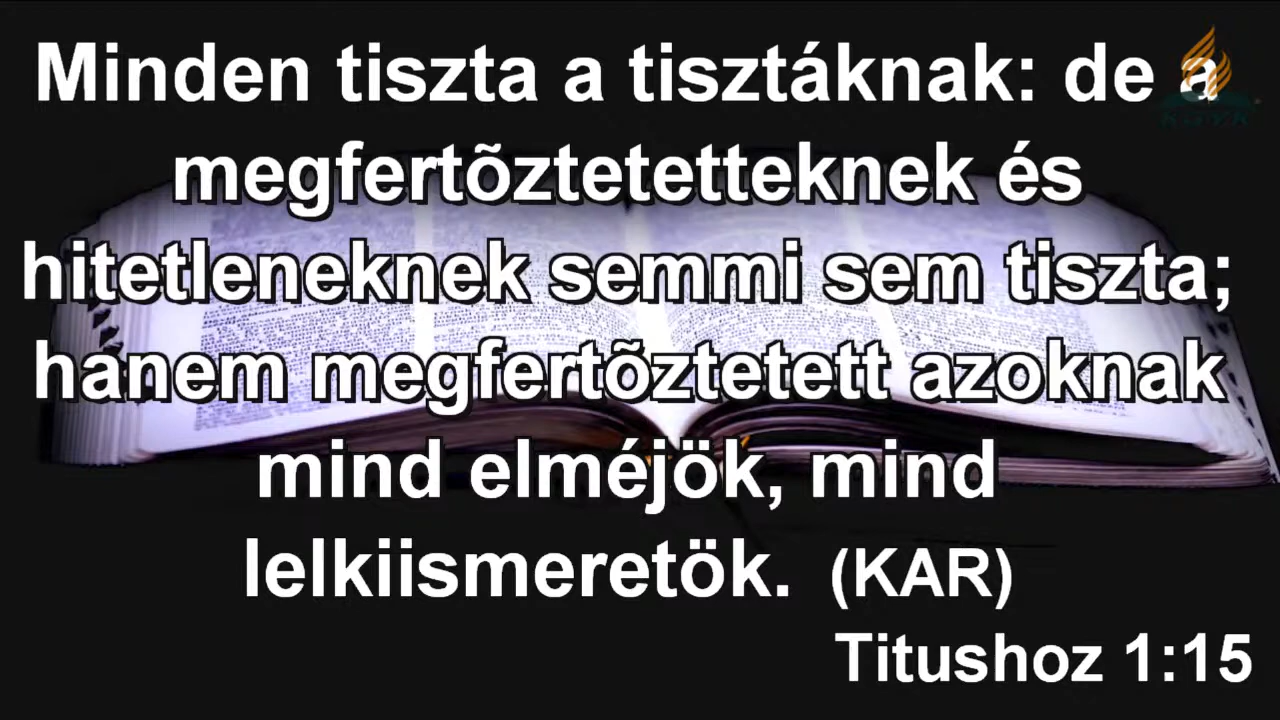 Minden tiszta a tisztáknak: de a
megfertõztetetteknek és
hitetleneknek semmi sem tiszta;
hanem megfertõztetett azoknak
mind elméjök, mind
lelkiismeretök. (KAR)
Titushoz 1:15